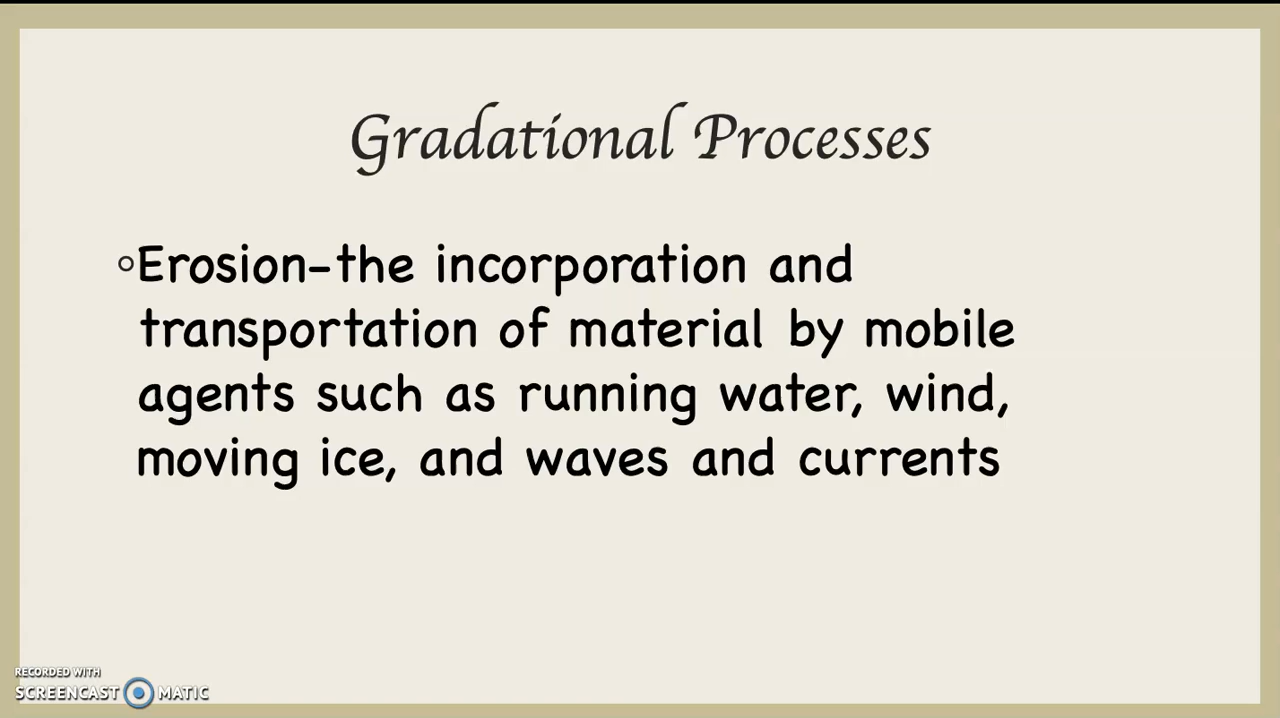 Gradational Processes
Erosion-the incorporation and
transportation of material by mobile
agents such as running water, wind,
moving ice, and waves and currents
RECORDED WITH
SCREENCAST MATIC